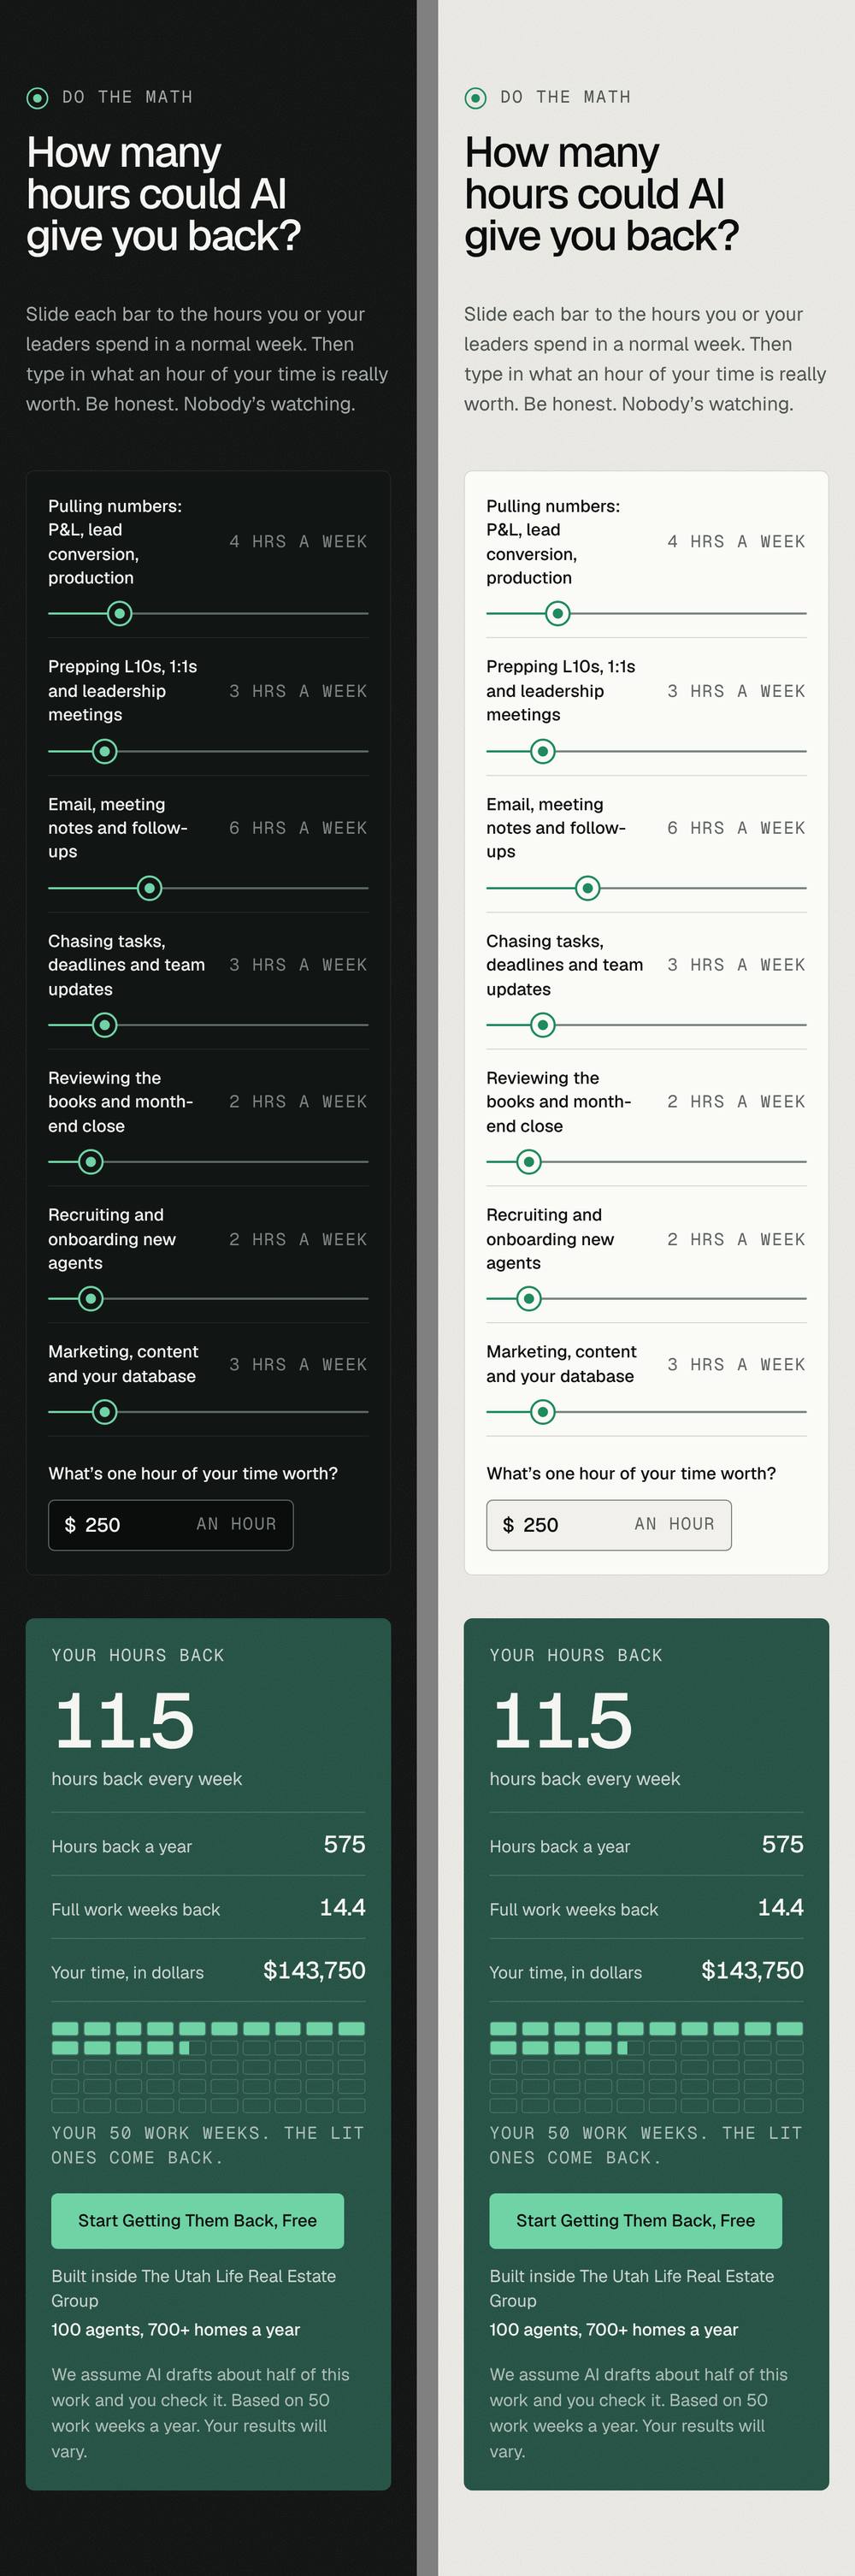 DO THE MATH
How many
hours could AI
give you back?
Slide each bar to the hours you or your
leaders spend in a normal week. Then
type in what an hour of your time is really
worth. Be honest. Nobody’s watching.
Pulling numbers:
P&L, lead
conversion,
production
4 HRS A WEEK
Prepping L10s, 1:1s
and leadership
meetings
3 HRS A WEEK
Email, meeting
notes and follow-
ups
6 HRS A WEEK
Chasing tasks,
deadlines and team
updates
3 HRS A WEEK
Reviewing the
books and month-
end close
2 HRS A WEEK
Recruiting and
onboarding new
agents
2 HRS A WEEK
Marketing, content
and your database
3 HRS A WEEK
What’s one hour of your time worth?
$ 250 AN HOUR
YOUR HOURS BACK
11.5
hours back every week
Hours back a year 575
Full work weeks back 14.4
Your time, in dollars $143,750
YOUR 50 WORK WEEKS. THE LIT
ONES COME BACK.
Start Getting Them Back, Free
Built inside The Utah Life Real Estate
Group
100 agents, 700+ homes a year
We assume AI drafts about half of this
work and you check it. Based on 50
work weeks a year. Your results will
vary.
DO THE MATH
How many
hours could AI
give you back?
Slide each bar to the hours you or your
leaders spend in a normal week. Then
type in what an hour of your time is really
worth. Be honest. Nobody’s watching.
Pulling numbers:
P&L, lead
conversion,
production
4 HRS A WEEK
Prepping L10s, 1:1s
and leadership
meetings
3 HRS A WEEK
Email, meeting
notes and follow-
ups
6 HRS A WEEK
Chasing tasks,
deadlines and team
updates
3 HRS A WEEK
Reviewing the
books and month-
end close
2 HRS A WEEK
Recruiting and
onboarding new
agents
2 HRS A WEEK
Marketing, content
and your database
3 HRS A WEEK
What’s one hour of your time worth?
$ 250 AN HOUR
YOUR HOURS BACK
11.5
hours back every week
Hours back a year 575
Full work weeks back 14.4
Your time, in dollars $143,750
YOUR 50 WORK WEEKS. THE LIT
ONES COME BACK.
Start Getting Them Back, Free
Built inside The Utah Life Real Estate
Group
100 agents, 700+ homes a year
We assume AI drafts about half of this
work and you check it. Based on 50
work weeks a year. Your results will
vary.